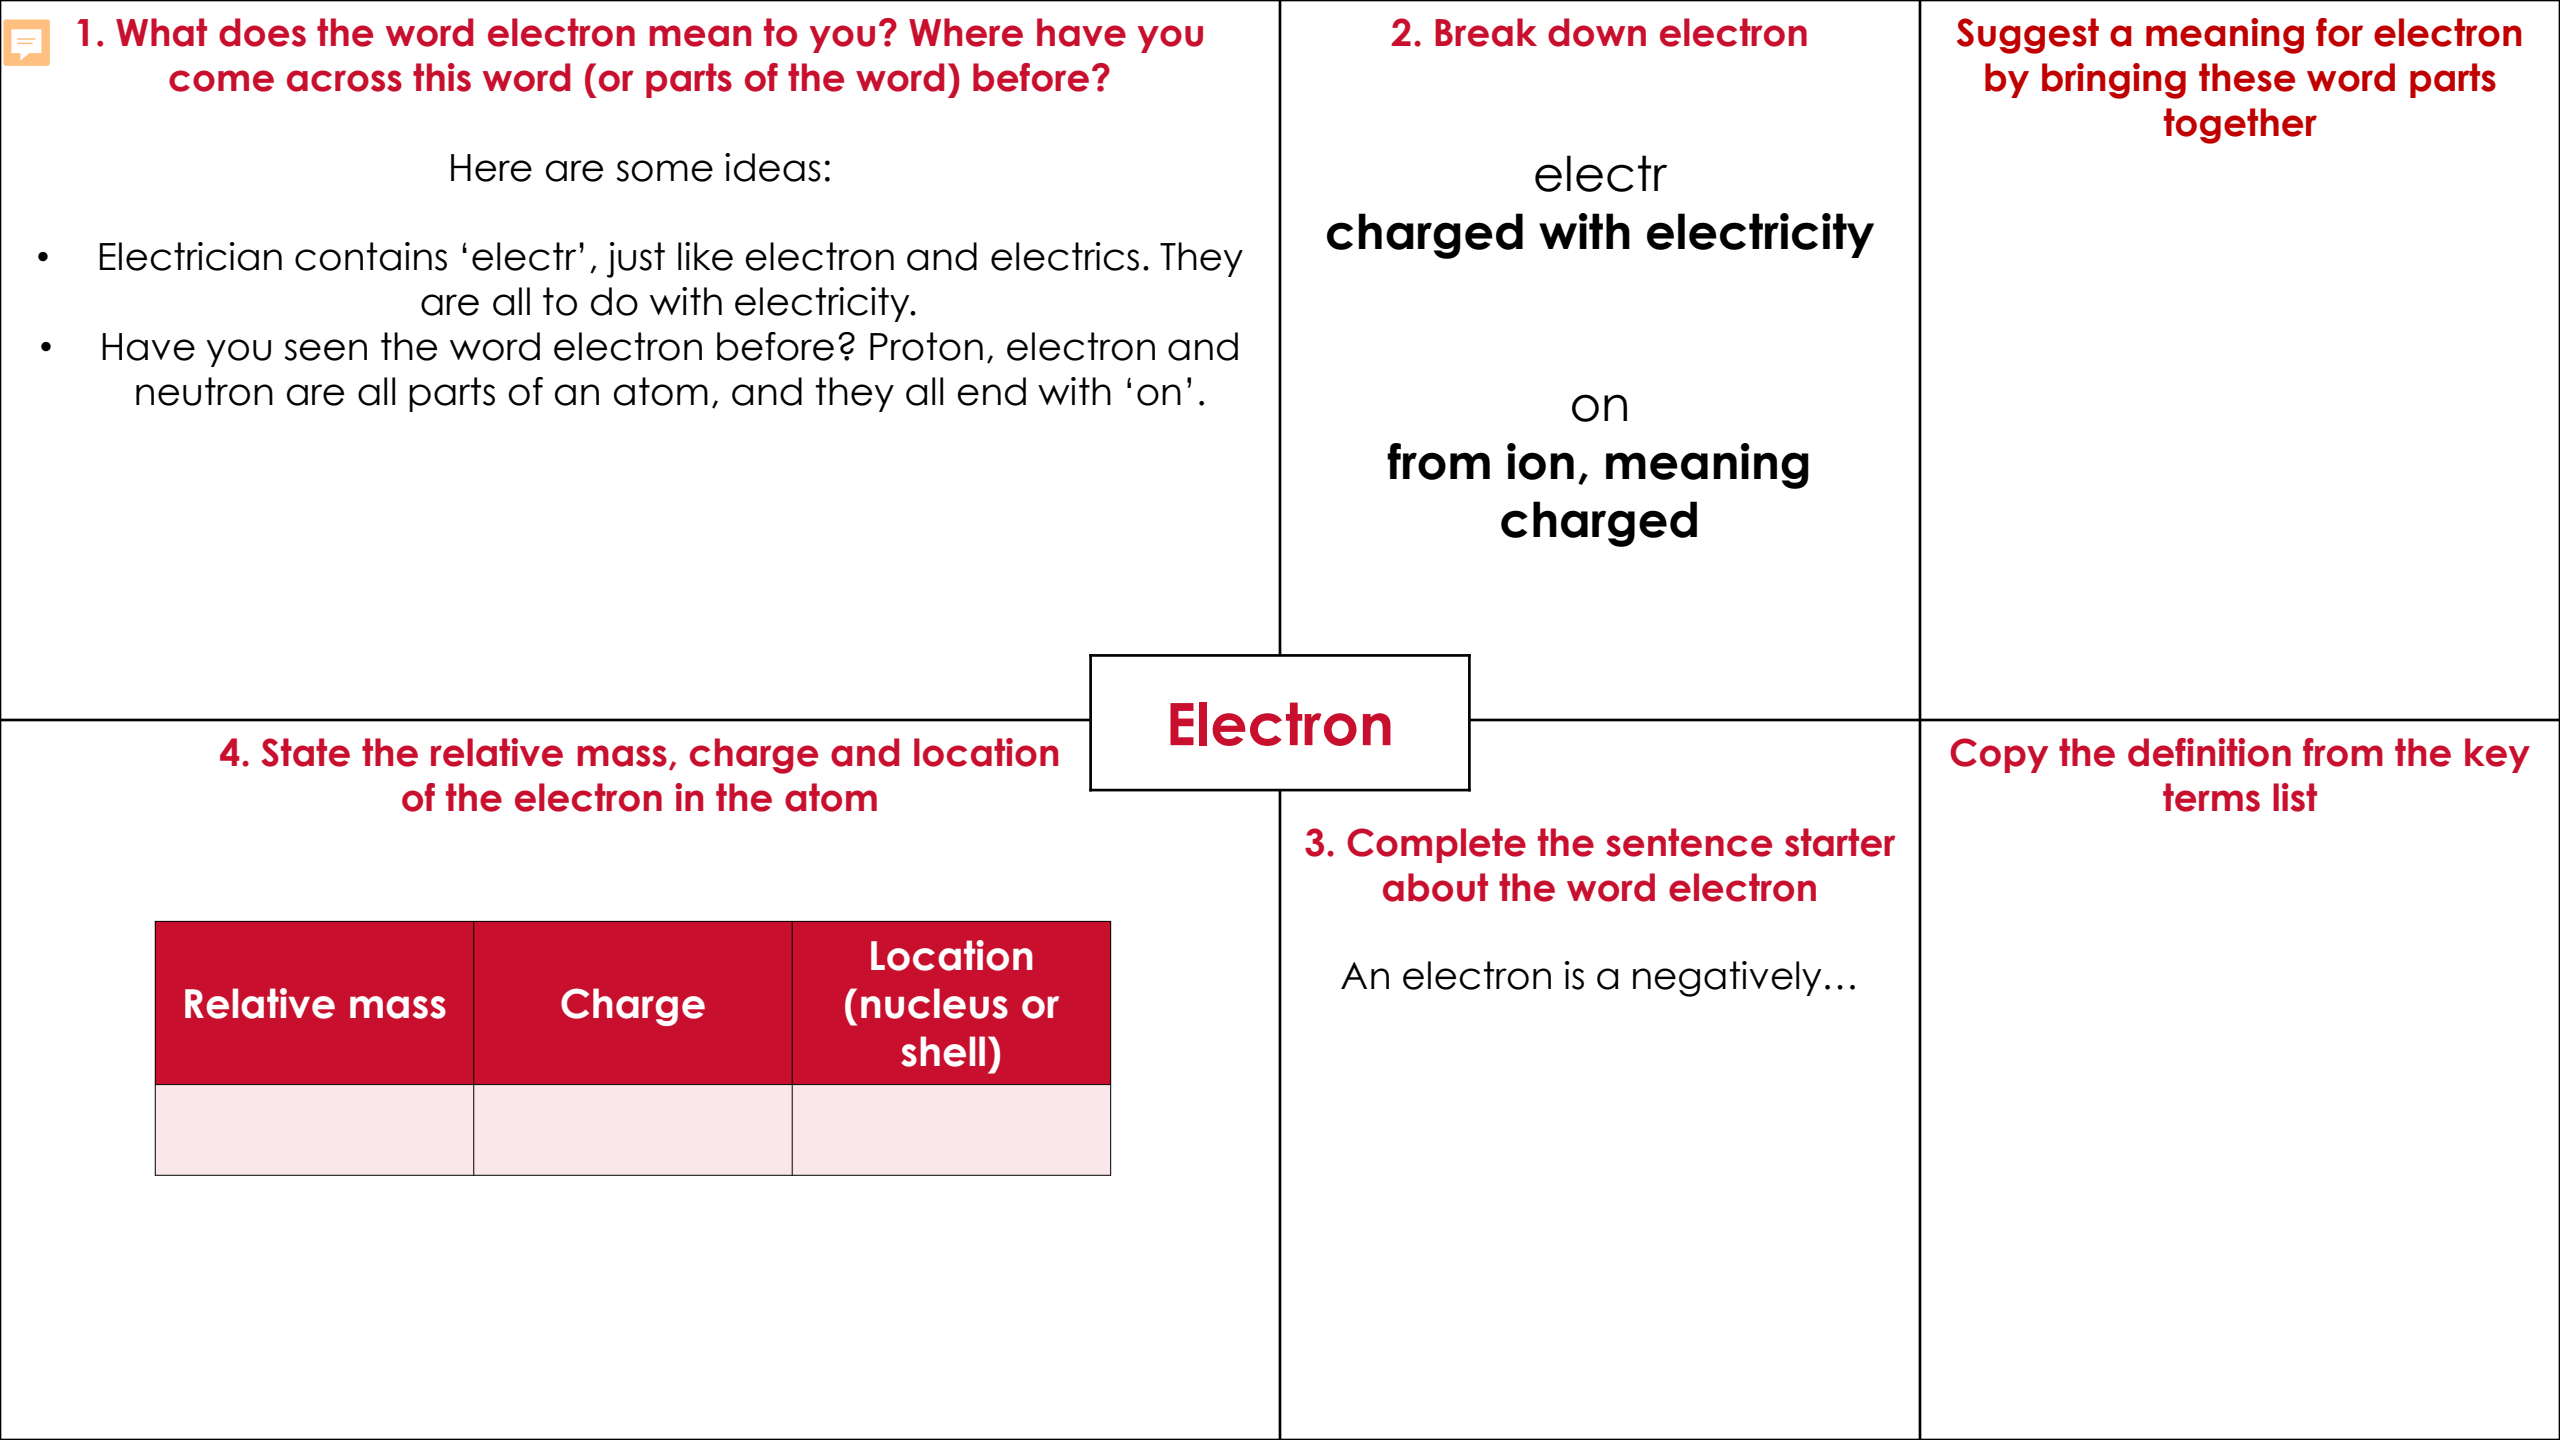 1. What does the word electron mean to you? Where have you
come across this word (or parts of the word) before?
Here are some ideas:
• Electrician contains ‘electr’, just like electron and electrics. They
are all to do with electricity.
• Have you seen the word electron before? Proton, electron and
neutron are all parts of an atom, and they all end with ‘on’.
2. Break down electron
electr
charged with electricity
on
from ion, meaning
charged
Suggest a meaning for electron
by bringing these word parts
together
Electron
4. State the relative mass, charge and location
of the electron in the atom
Relative mass
Charge
Location
(nucleus or
shell)
3. Complete the sentence starter
about the word electron
An electron is a negatively…
Copy the definition from the key
terms list